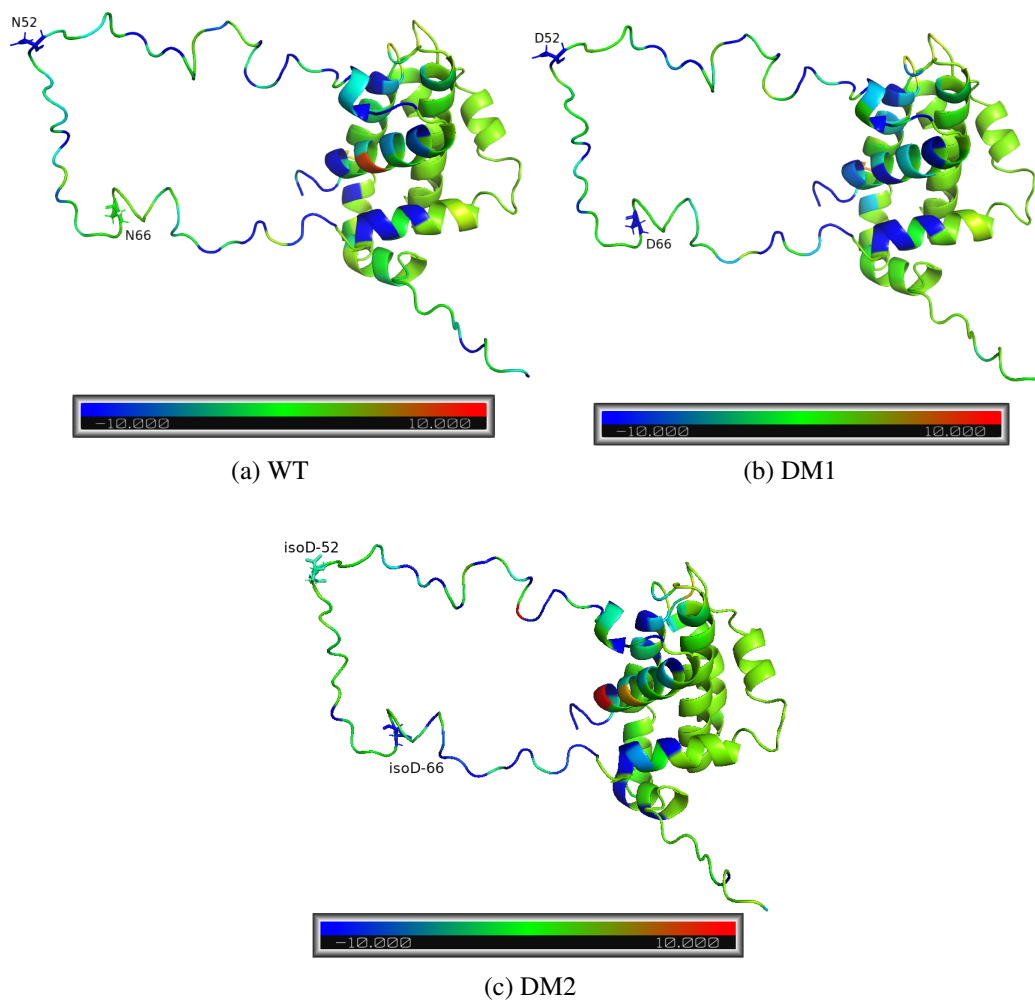 N52
N66
-10.000 10.000
(a) WT
D52
D66
-10.000 10.000
(b) DM1
isoD-52
isoD-66
-10.000 10.000
(c) DM2